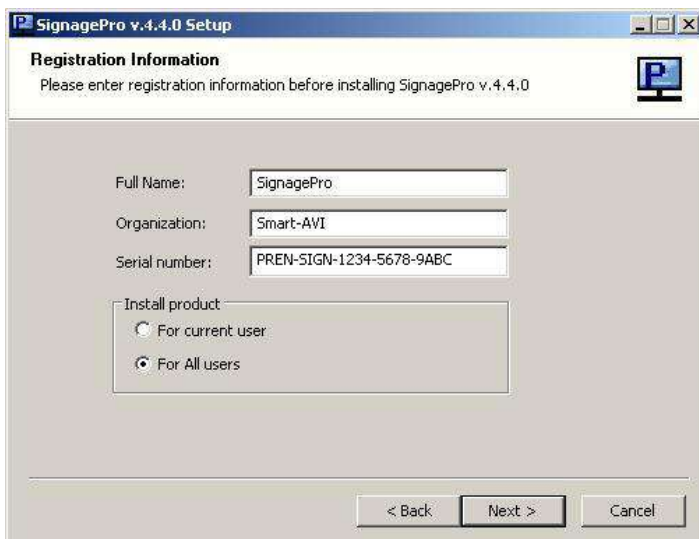 SignagePro v.4.4.0 Setup
Registration Information
Please enter registration information before installing SignagePro v.4.4.0
P
Full Name: SignagePro
Organization: Smart-AVI
Serial number: PREN-SIGN-1234-5678-9ABC
Install product
For current user
For All users
< Back Next > Cancel